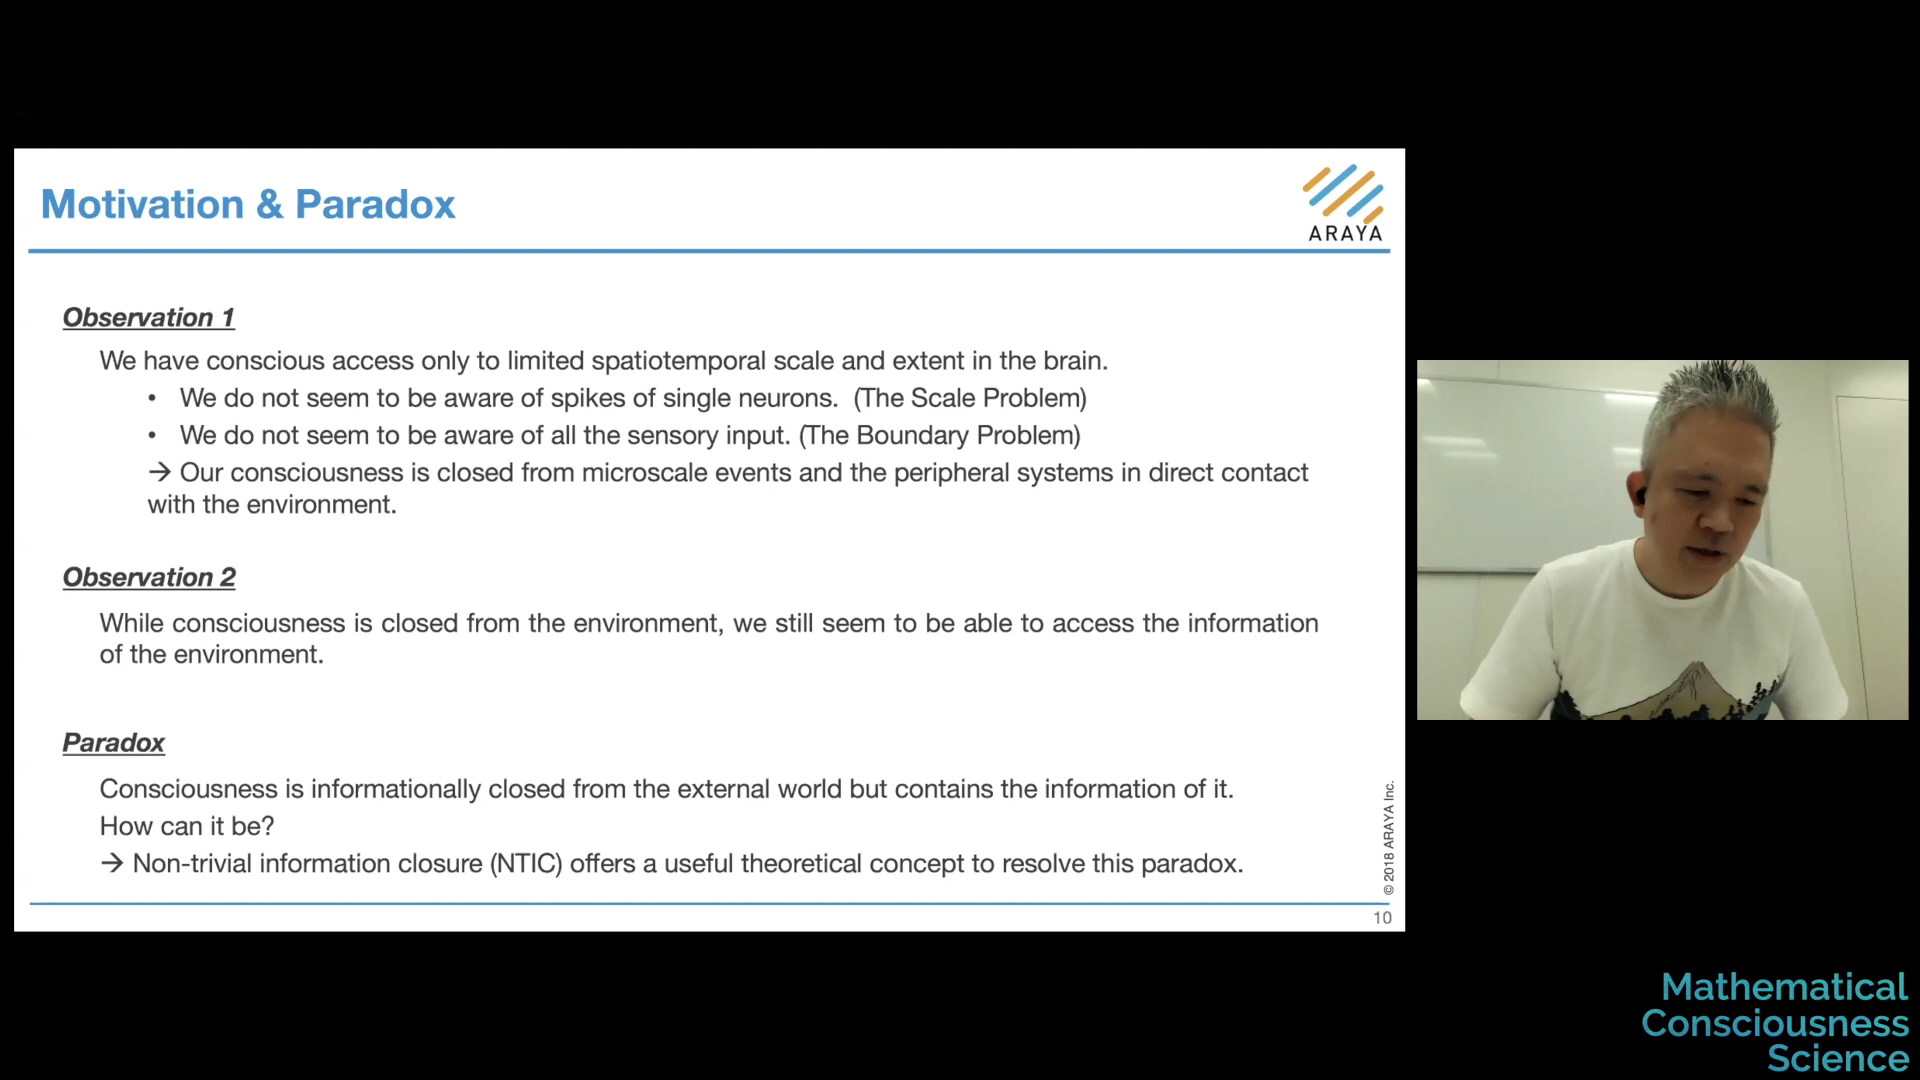 Motivation & Paradox
ARAYA
Observation 1
We have conscious access only to limited spatiotemporal scale and extent in the brain.
• We do not seem to be aware of spikes of single neurons. (The Scale Problem)
• We do not seem to be aware of all the sensory input. (The Boundary Problem)
→ Our consciousness is closed from microscale events and the peripheral systems in direct contact
with the environment.
Observation 2
While consciousness is closed from the environment, we still seem to be able to access the information
of the environment.
Paradox
Consciousness is informationally closed from the external world but contains the information of it.
How can it be?
→ Non-trivial information closure (NTIC) offers a useful theoretical concept to resolve this paradox.
© 2018 ARAYA Inc.
10
Mathematical
Consciousness
Science